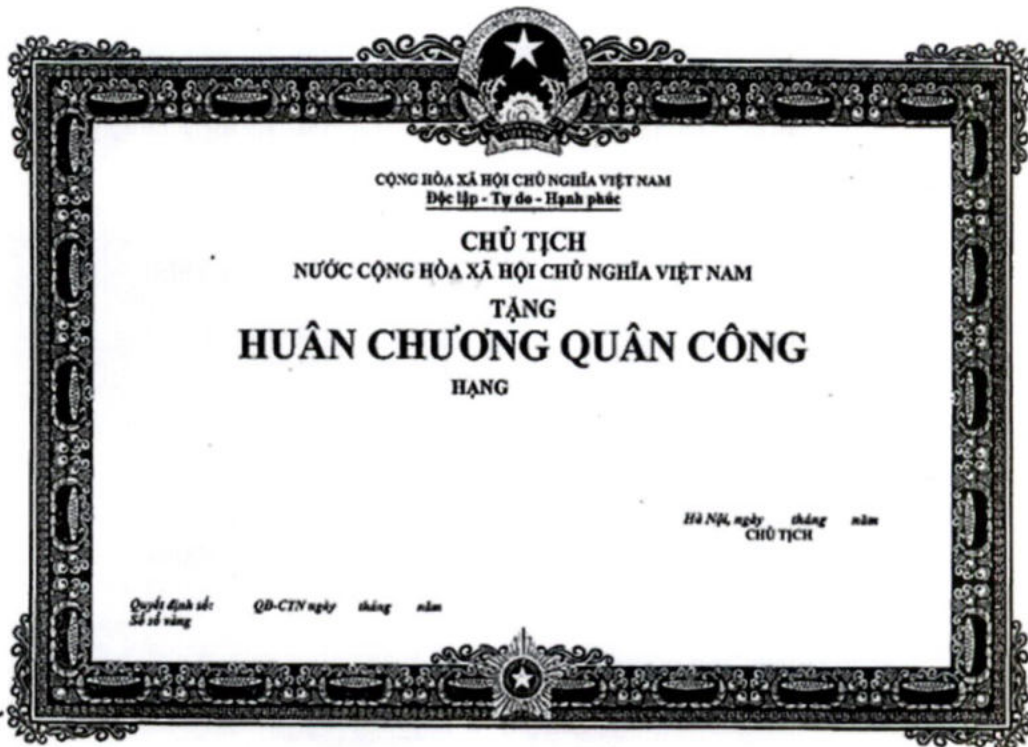 CỘNG HÒA XÃ HỘI CHỦ NGHĨA VIỆT NAM
Độc lập - Tự do - Hạnh phúc
CHỦ TỊCH
NƯỚC CỘNG HÒA XÃ HỘI CHỦ NGHĨA VIỆT NAM
TẶNG
HUÂN CHƯƠNG QUÂN CÔNG
HẠNG
Hà Nội, ngày tháng năm
CHỦ TỊCH
Quyết định số: QĐ-CTN ngày tháng năm
Số sổ vàng